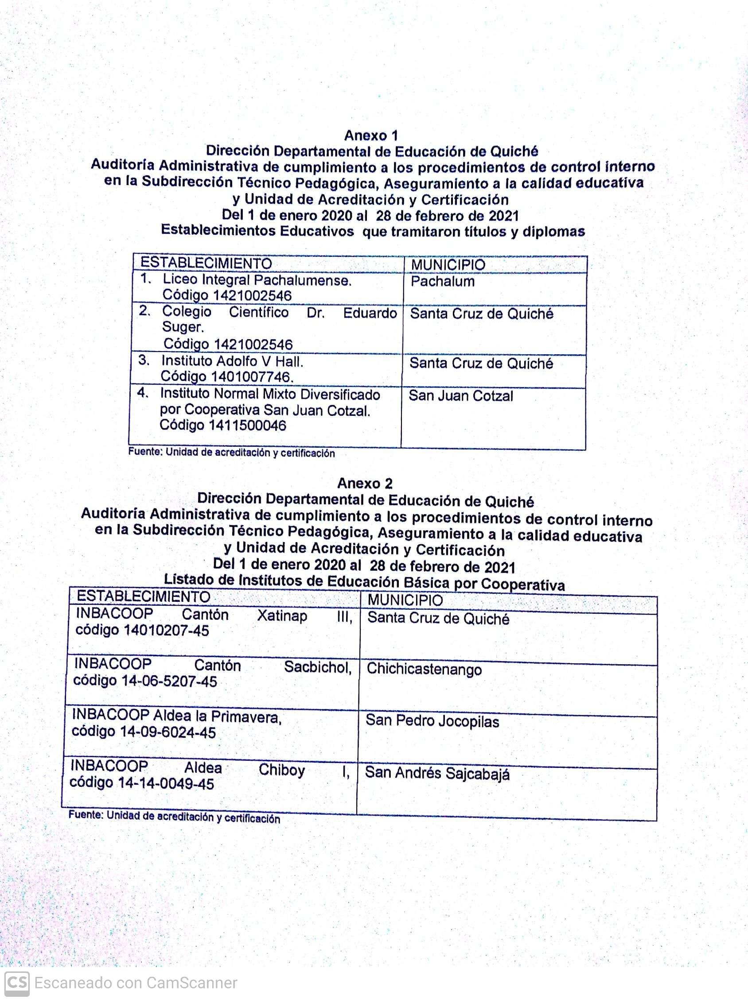 Anexo 1
Dirección Departamental de Educación de Quiché
Auditoría Administrativa de cumplimiento a los procedimientos de control interno
en la Subdirección Técnico Pedagógica, Aseguramiento a la calidad educativa
y Unidad de Acreditación y Certificación
Del 1 de enero 2020 al 28 de febrero de 2021
Establecimientos Educativos que tramitaron títulos y diplomas
ESTABLECIMIENTO MUNICIPIO
1. Liceo Integral Pachalumense. Pachalum
Código 1421002546
2. Colegio Científico Dr. Eduardo Santa Cruz de Quiché
Suger.
Código 1421002546
3. Instituto Adolfo V Hall. Santa Cruz de Quiché
Código 1401007746.
4. Instituto Normal Mixto Diversificado San Juan Cotzal
por Cooperativa San Juan Cotzal.
Código 1411500046
Fuente: Unidad de acreditación y certificación
Anexo 2
Dirección Departamental de Educación de Quiché
Auditoría Administrativa de cumplimiento a los procedimientos de control interno
en la Subdirección Técnico Pedagógica, Aseguramiento a la calidad educativa
y Unidad de Acreditación y Certificación
Del 1 de enero 2020 al 28 de febrero de 2021
Listado de Institutos de Educación Básica por Cooperativa
ESTABLECIMIENTO MUNICIPIO
INBACOOP Cantón Xatinap III, Santa Cruz de Quiché
código 14010207-45
INBACOOP Cantón Sacbichol, Chichicastenango
código 14-06-5207-45
INBACOOP Aldea la Primavera, San Pedro Jocopilas
código 14-09-6024-45
INBACOOP Aldea Chiboy I, San Andrés Sajcabajá
código 14-14-0049-45
Fuente: Unidad de acreditación y certificación
CS Escaneado con CamScanner